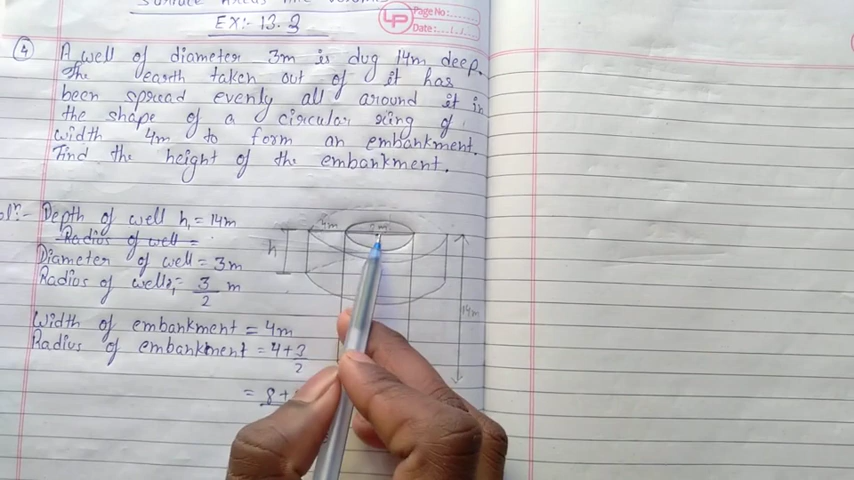 EX:- 13.3
LP
Page No:
Date:
④ A well of diameter 3m is dug 14m deep.
The earth taken out of it has
been spread evenly all around it in
the shape of a circular ring of
width 4m to form an embankment.
Find the height of the embankment.
Soln:- Depth of well h₁ = 14m
Radius of well =
Diameter of well = 3m
Radius of well r₁ = 3/2 m
Width of embankment = 4m
Radius of embankment = 4 + 3/2
= 8 +
4m
3m
h
14m